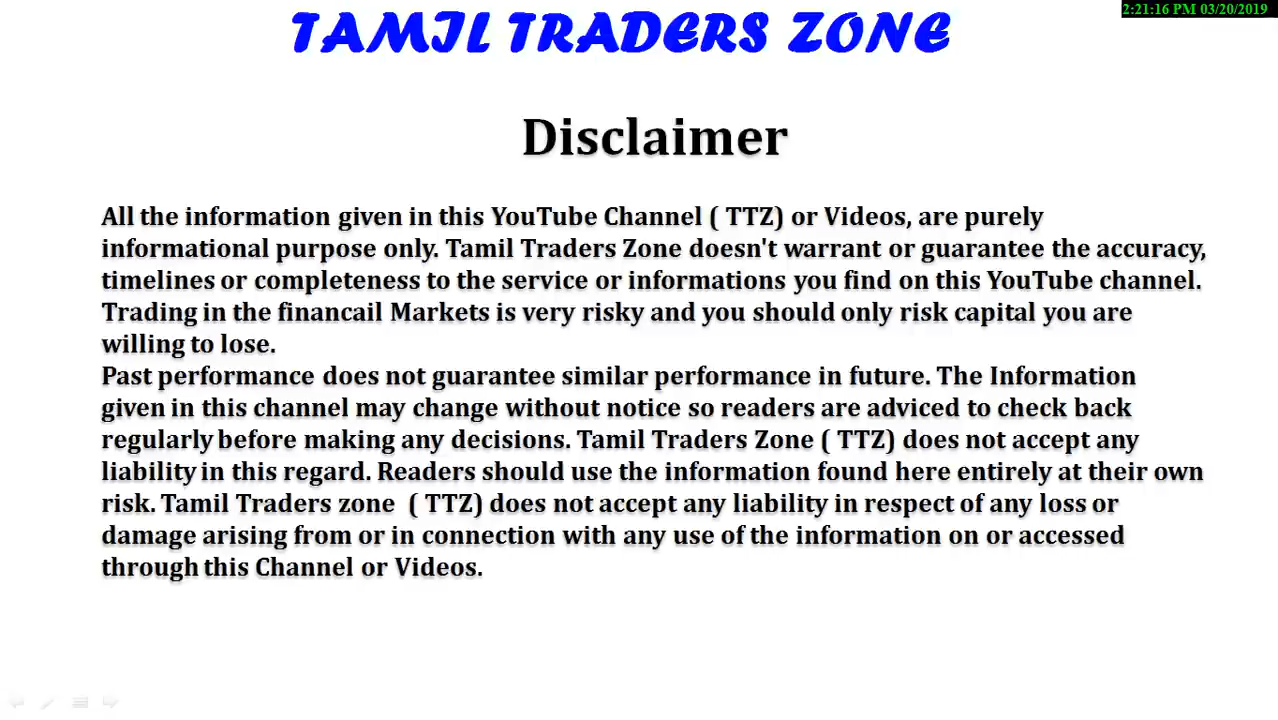 2:21:16 PM 03/20/2019
TAMIL TRADERS ZONE
Disclaimer
All the information given in this YouTube Channel ( TTZ) or Videos, are purely
informational purpose only. Tamil Traders Zone doesn't warrant or guarantee the accuracy,
timelines or completeness to the service or informations you find on this YouTube channel.
Trading in the financail Markets is very risky and you should only risk capital you are
willing to lose.
Past performance does not guarantee similar performance in future. The Information
given in this channel may change without notice so readers are adviced to check back
regularly before making any decisions. Tamil Traders Zone ( TTZ) does not accept any
liability in this regard. Readers should use the information found here entirely at their own
risk. Tamil Traders zone  ( TTZ) does not accept any liability in respect of any loss or
damage arising from or in connection with any use of the information on or accessed
through this Channel or Videos.